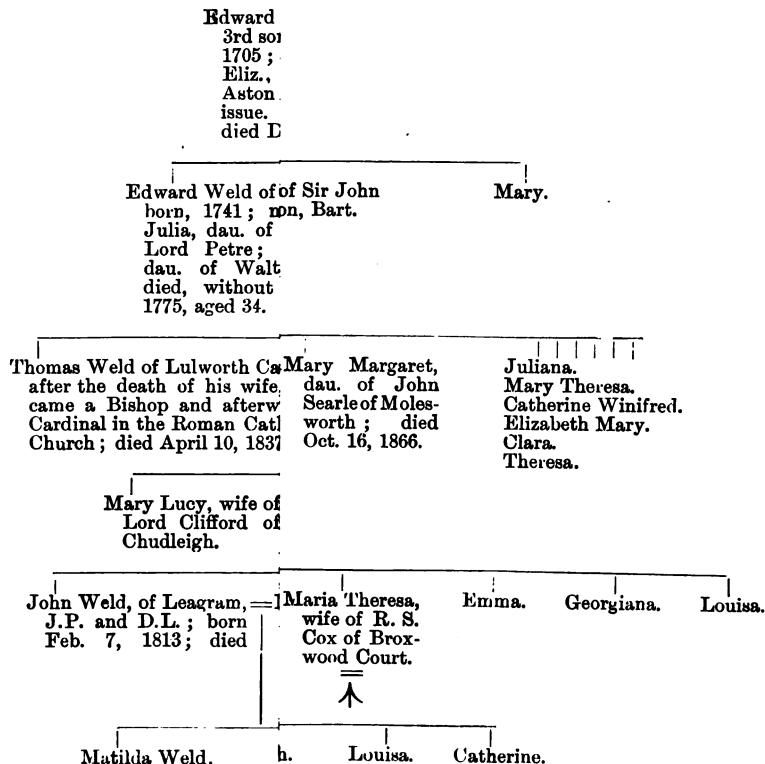 Edward
3rd son
1705 ;
Eliz.,
Aston
issue.
died D
Edward Weld of
born, 1741 ; m
Julia, dau. of
Lord Petre ;
dau. of Walt
died, without
1775, aged 34.
of Sir John
on, Bart.
Mary.
Thomas Weld of Lulworth Ca
after the death of his wife,
came a Bishop and afterw
Cardinal in the Roman Cath
Church ; died April 10, 1837
Mary Margaret,
dau. of John
Searle of Moles-
worth ; died
Oct. 16, 1866.
Juliana.
Mary Theresa.
Catherine Winifred.
Elizabeth Mary.
Clara.
Theresa.
Mary Lucy, wife of
Lord Clifford of
Chudleigh.
John Weld, of Leagram, =
J.P. and D.L. ; born
Feb. 7, 1813; died
Maria Theresa,
wife of R. S.
Cox of Brox-
wood Court.
Emma.
Georgiana.
Louisa.
Matilda Weld.
h.
Louisa.
Catherine.